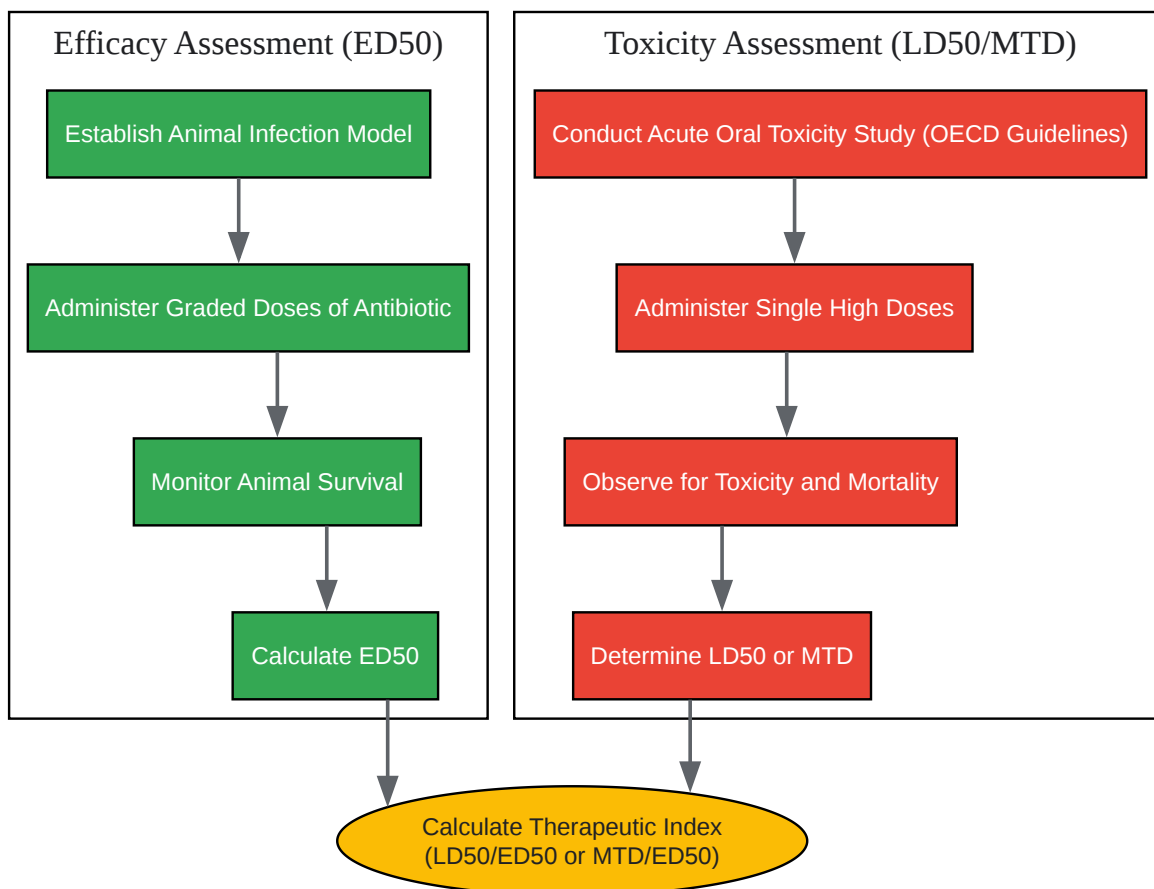 Efficacy Assessment (ED50)
Establish Animal Infection Model
Administer Graded Doses of Antibiotic
Monitor Animal Survival
Calculate ED50
Toxicity Assessment (LD50/MTD)
Conduct Acute Oral Toxicity Study (OECD Guidelines)
Administer Single High Doses
Observe for Toxicity and Mortality
Determine LD50 or MTD
Calculate Therapeutic Index
(LD50/ED50 or MTD/ED50)